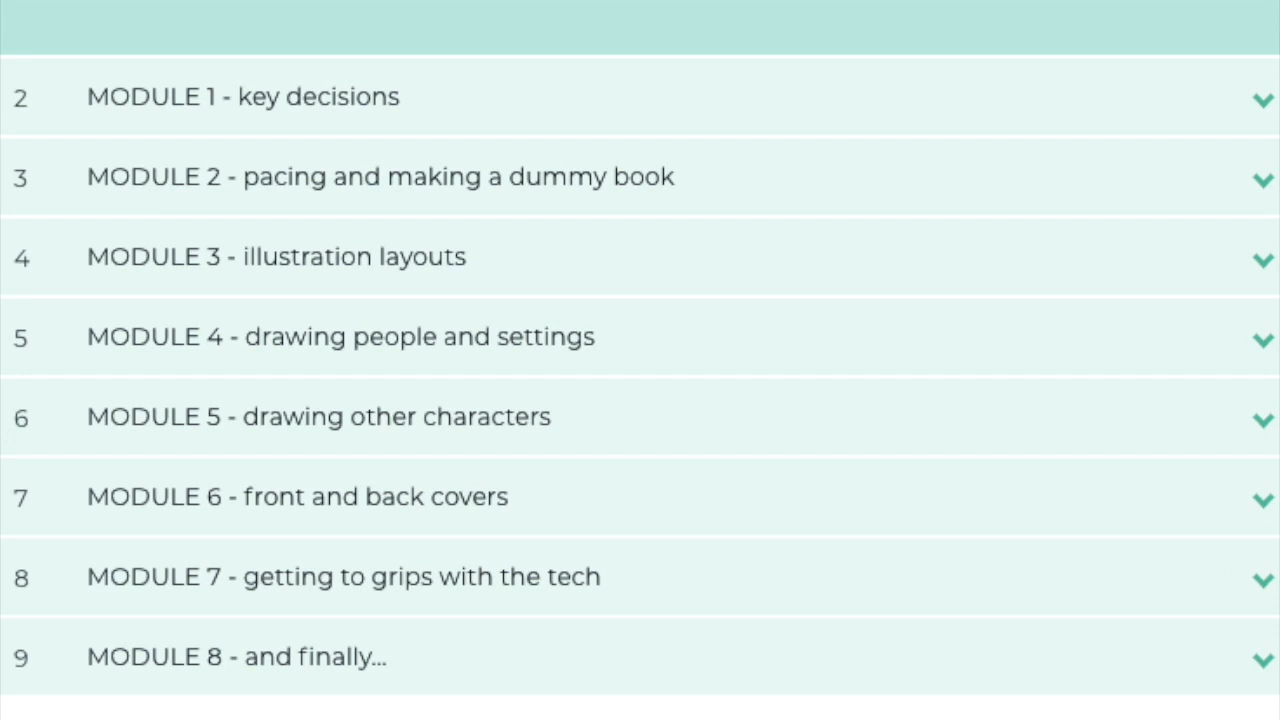 2 MODULE 1 - key decisions
3 MODULE 2 - pacing and making a dummy book
4 MODULE 3 - illustration layouts
5 MODULE 4 - drawing people and settings
6 MODULE 5 - drawing other characters
7 MODULE 6 - front and back covers
8 MODULE 7 - getting to grips with the tech
9 MODULE 8 - and finally...